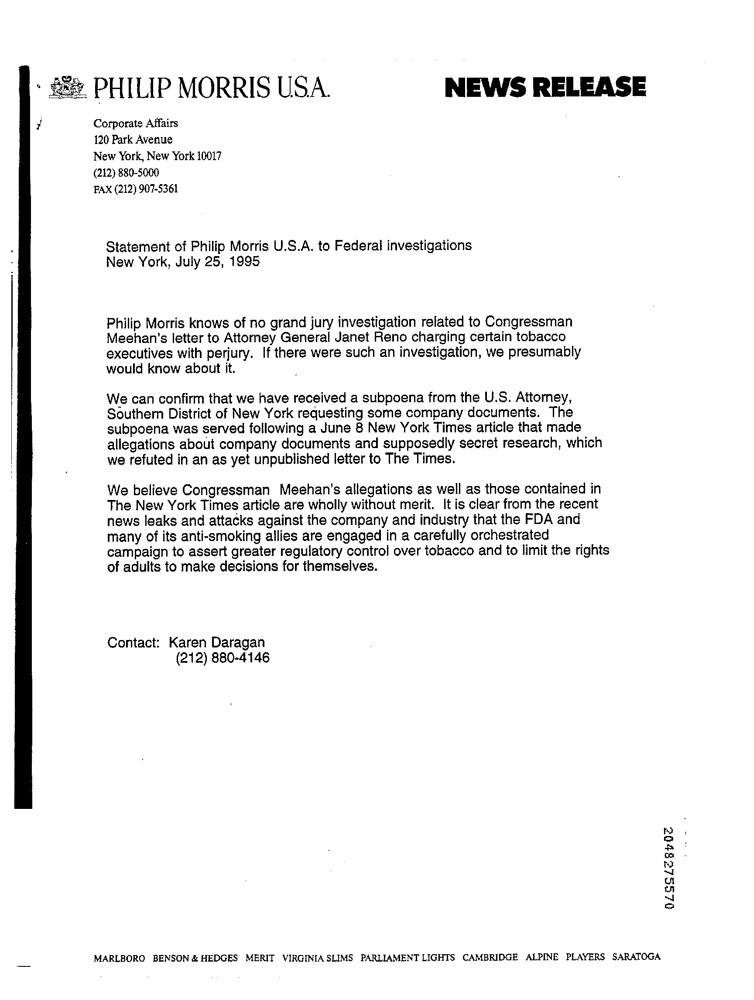 PHILIP MORRIS U.S.A.
NEWS RELEASE
Corporate Affairs
120 Park Avenue
New York, New York 10017
(212) 880-5000
FAX (212) 907-5361
Statement of Philip Morris U.S.A. to Federal investigations
New York, July 25, 1995
Philip Morris knows of no grand jury investigation related to Congressman
Meehan's letter to Attorney General Janet Reno charging certain tobacco
executives with perjury. If there were such an investigation, we presumably
would know about it.
We can confirm that we have received a subpoena from the U.S. Attorney,
Southern District of New York requesting some company documents. The
subpoena was served following a June 8 New York Times article that made
allegations about company documents and supposedly secret research, which
we refuted in an as yet unpublished letter to The Times.
We believe Congressman Meehan's allegations as well as those contained in
The New York Times article are wholly without merit. It is clear from the recent
news leaks and attacks against the company and industry that the FDA and
many of its anti-smoking allies are engaged in a carefully orchestrated
campaign to assert greater regulatory control over tobacco and to limit the rights
of adults to make decisions for themselves.
Contact: Karen Daragan
(212) 880-4146
2048275570
MARLBORO BENSON & HEDGES MERIT VIRGINIA SLIMS PARLIAMENT LIGHTS CAMBRIDGE ALPINE PLAYERS SARATOGA